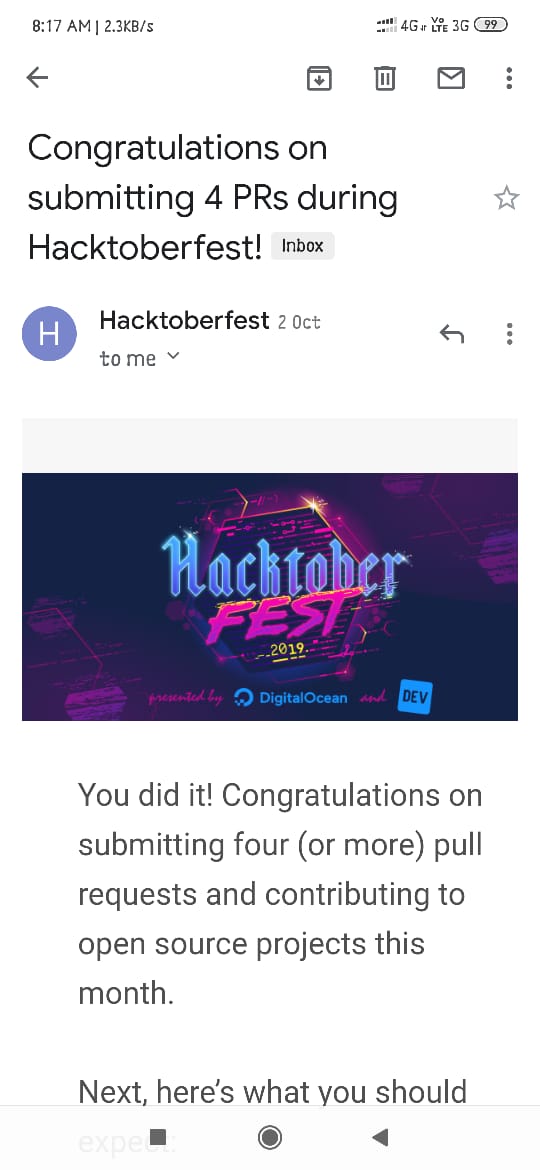 8:17 AM | 2.3KB/s 4G Vo LTE 3G 99
Congratulations on
submitting 4 PRs during
Hacktoberfest! Inbox
H
Hacktoberfest 2 Oct
to me
Hacktober
FEST
2019
presented by DigitalOcean and DEV
You did it! Congratulations on
submitting four (or more) pull
requests and contributing to
open source projects this
month.
Next, here's what you should
expect: